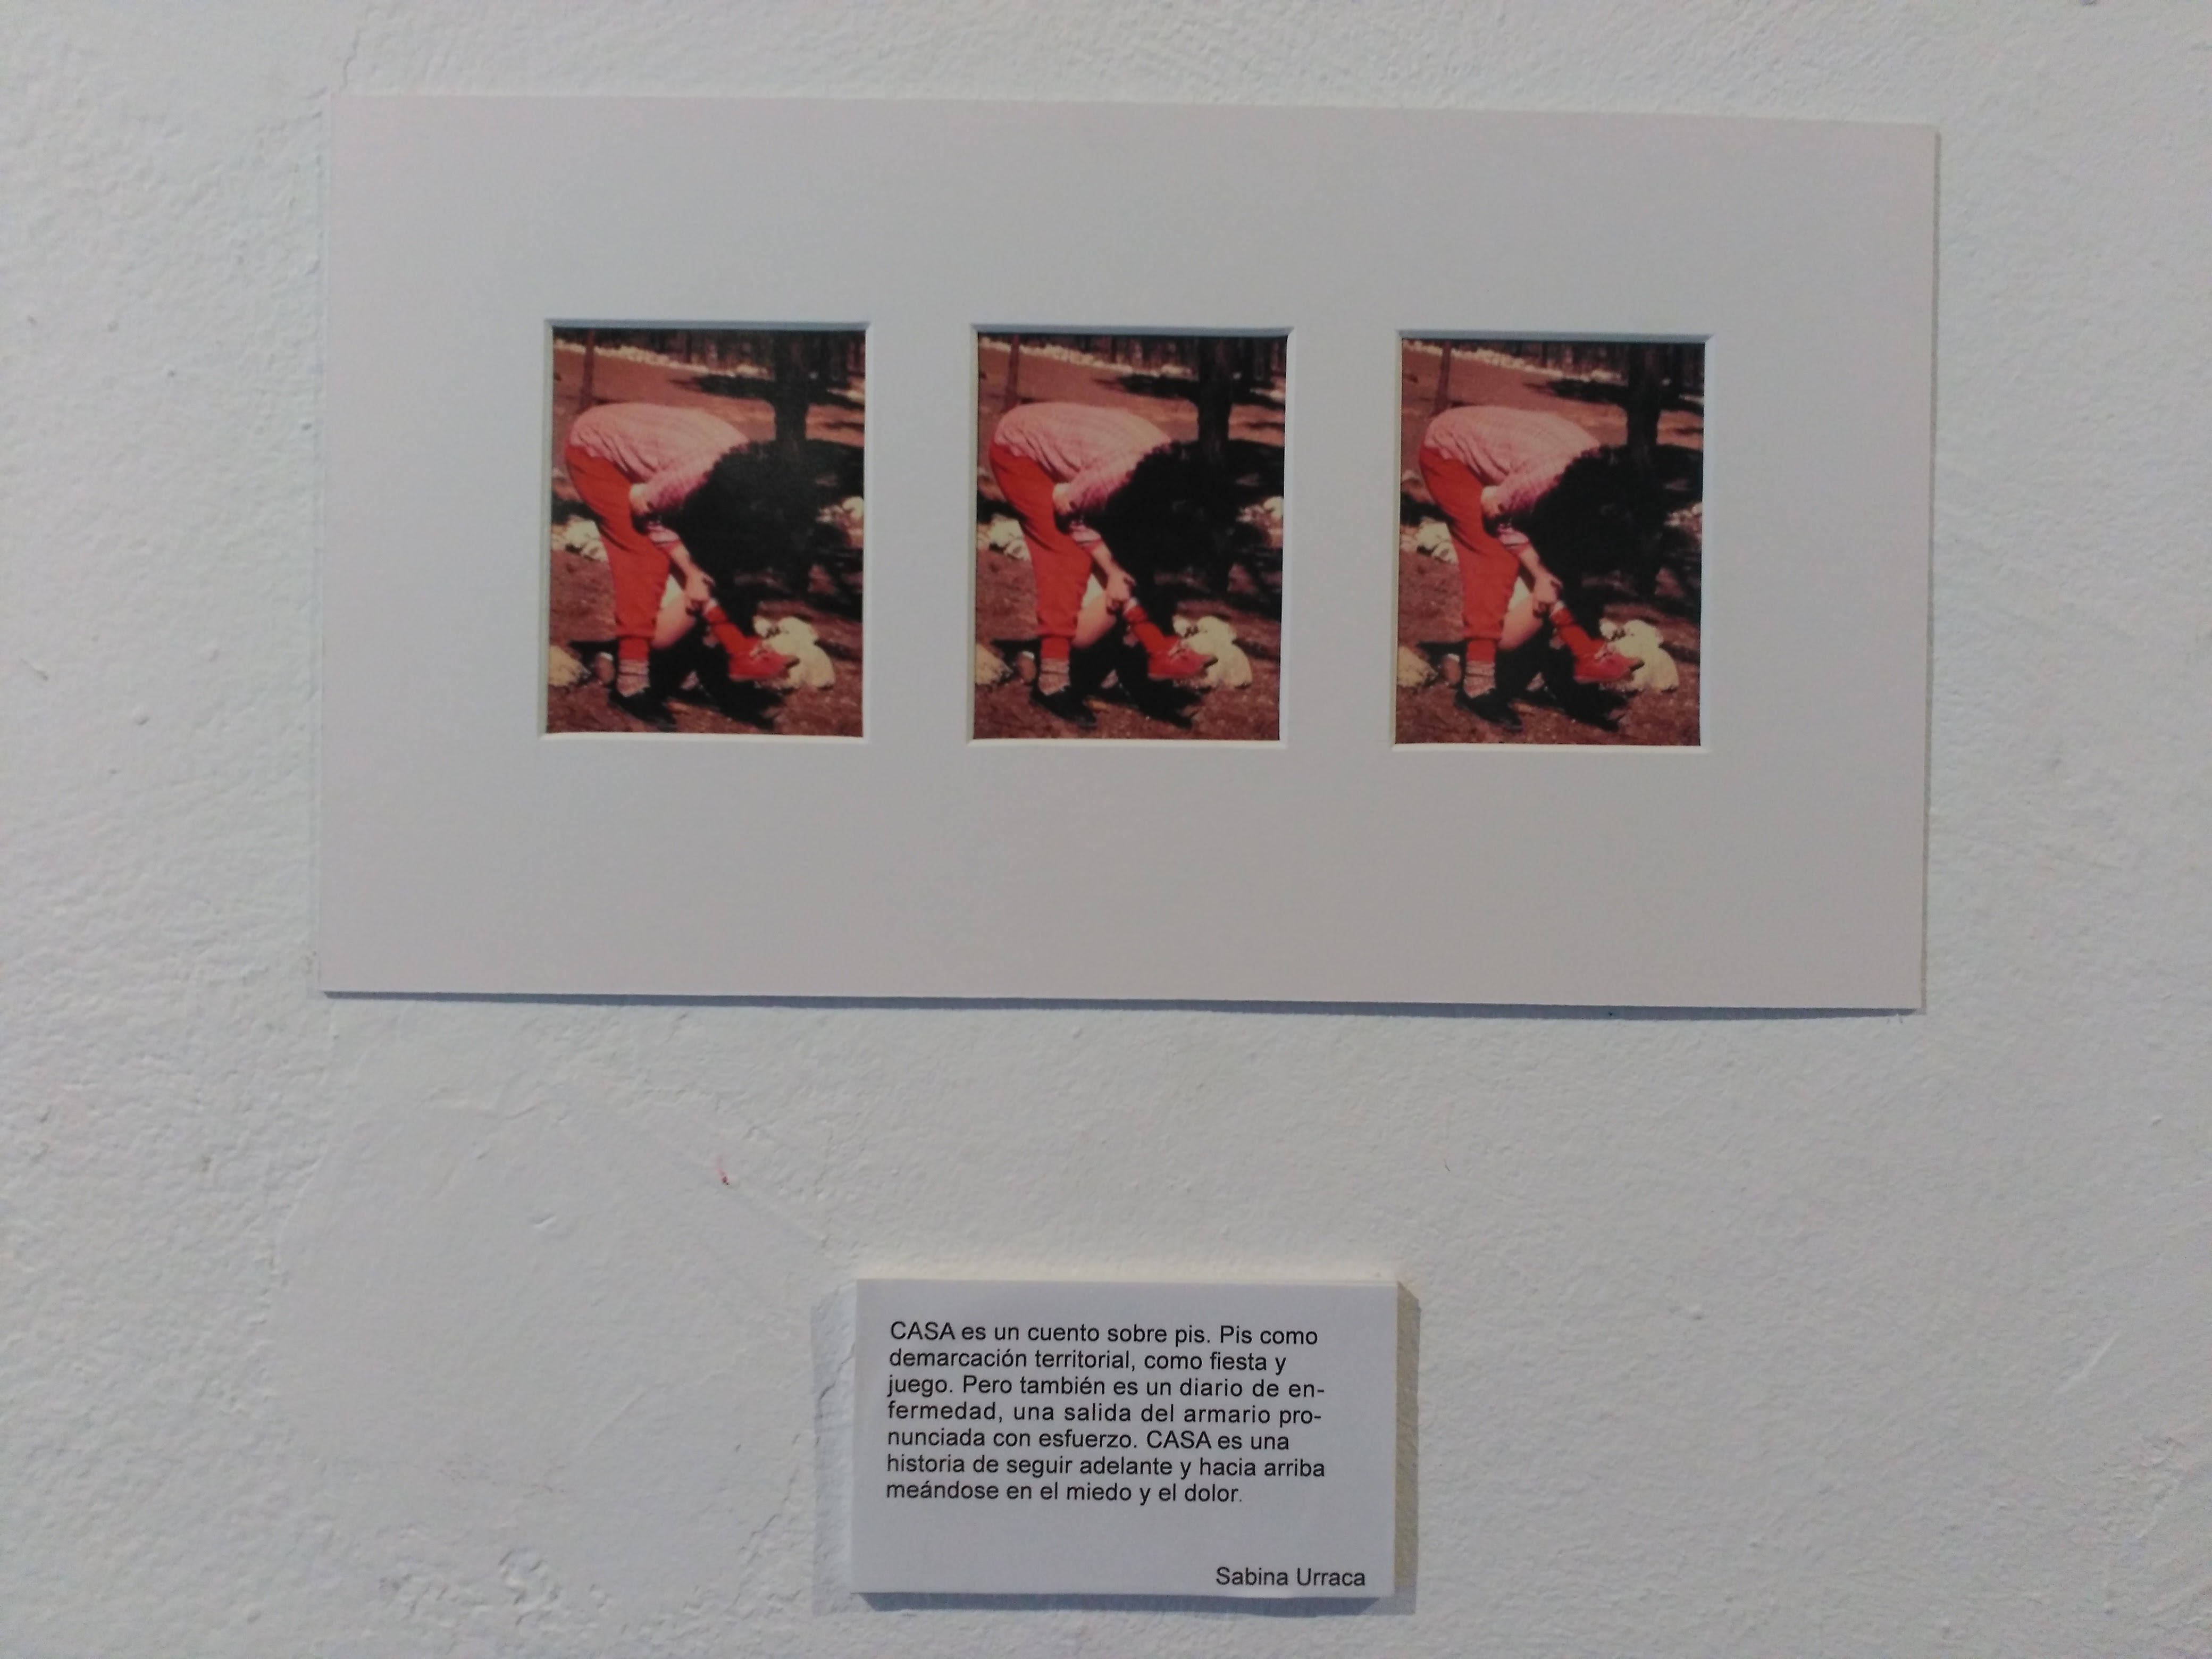 CASA es un cuento sobre pis. Pis como
demarcación territorial, como fiesta y
juego. Pero también es un diario de en-
fermedad, una salida del armario pro-
nunciada con esfuerzo. CASA es una
historia de seguir adelante y hacia arriba
meándose en el miedo y el dolor.
Sabina Urraca